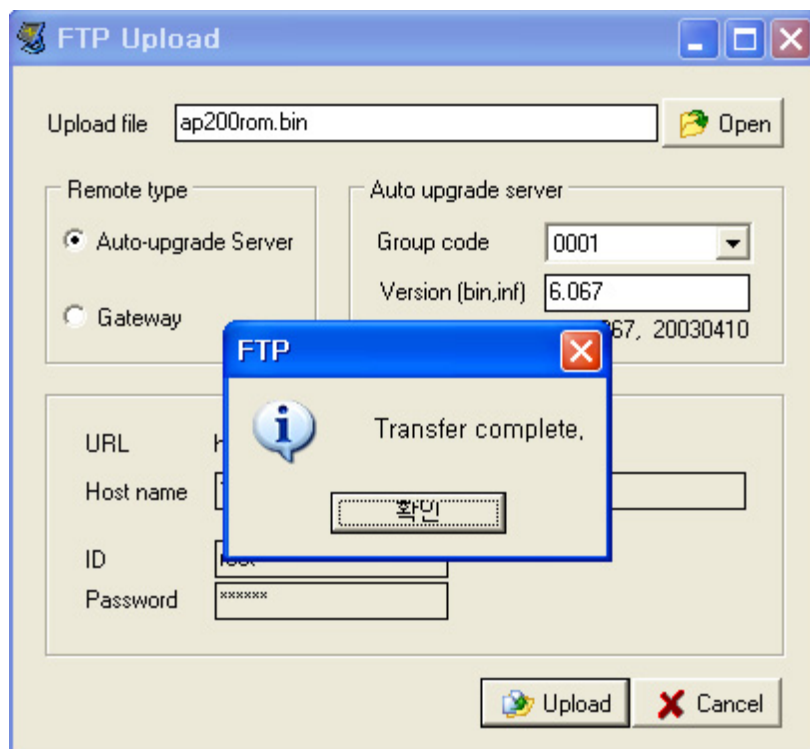 FTP Upload
Upload file ap200rom.bin Open
Remote type
Auto-upgrade Server
Gateway
Auto upgrade server
Group code 0001
Version (bin,inf) 6.067
67, 20030410
FTP
Transfer complete,
확인
URL
Host name
ID
Password ******
Upload Cancel